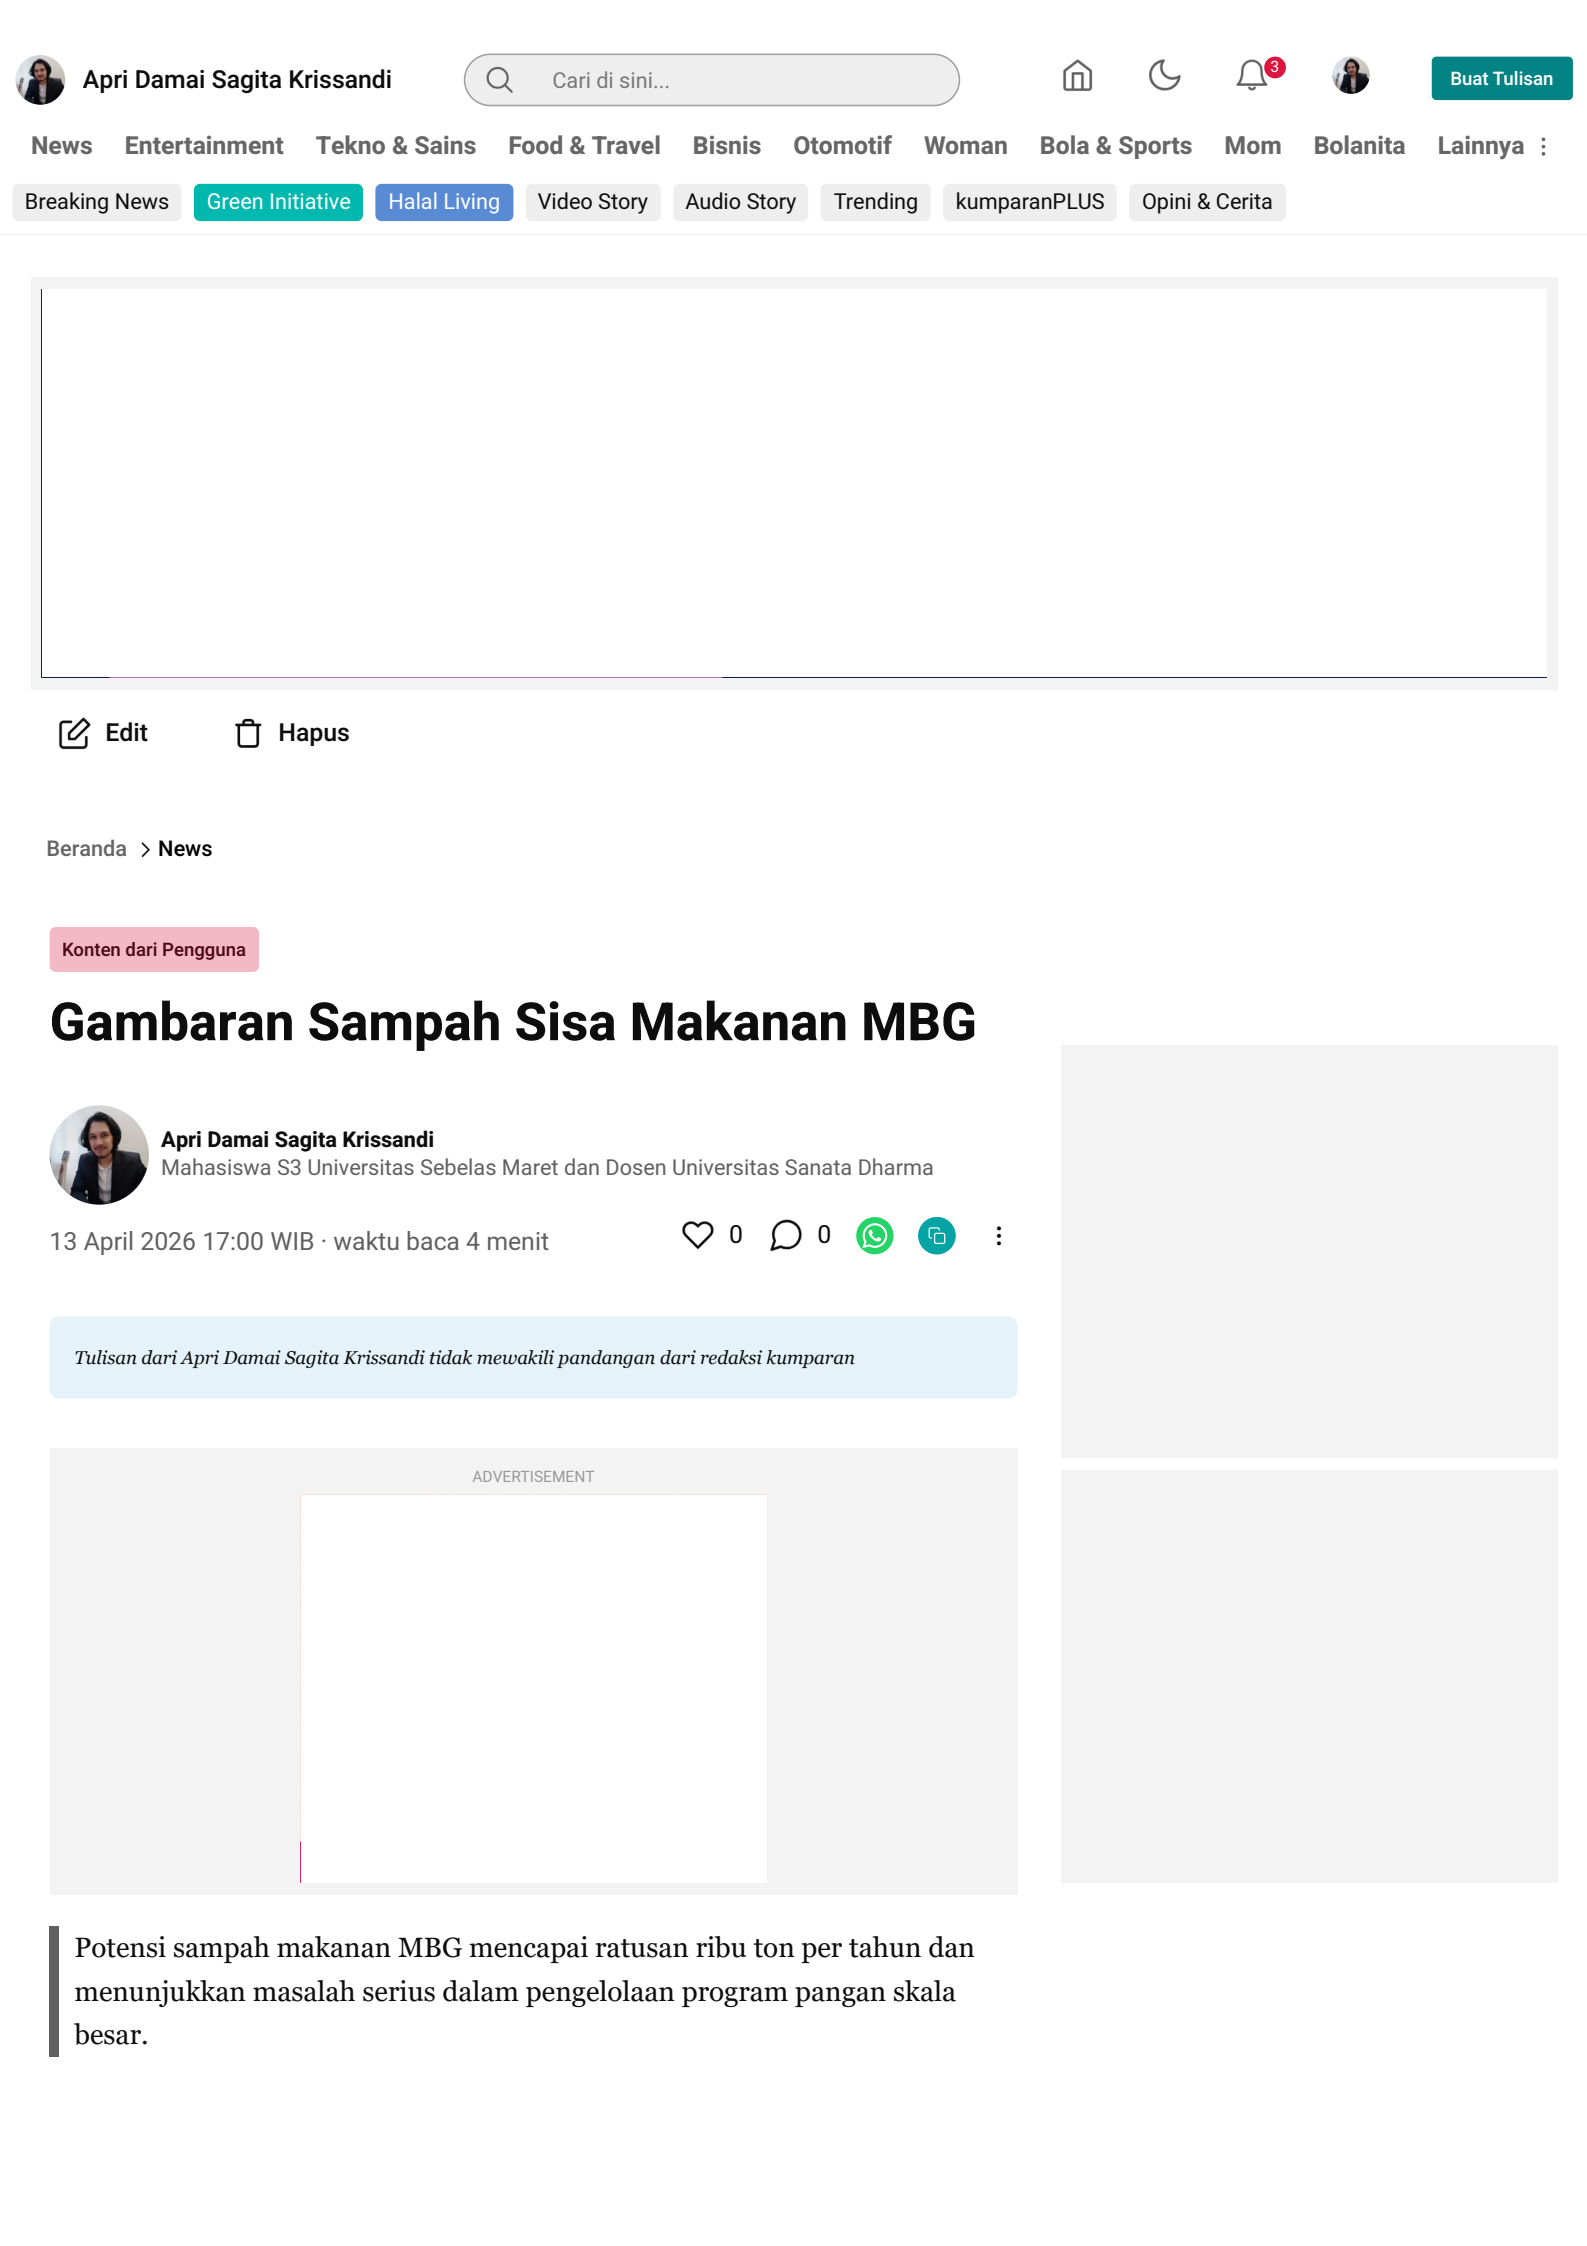 Apri Damai Sagita Krissandi
Cari di sini...
3
Buat Tulisan
News Entertainment Tekno & Sains Food & Travel Bisnis Otomotif Woman Bola & Sports Mom Bolanita Lainnya
Breaking News Green Initiative Halal Living Video Story Audio Story Trending kumparanPLUS Opini & Cerita
Edit Hapus
Beranda > News
Konten dari Pengguna
Gambaran Sampah Sisa Makanan MBG
Apri Damai Sagita Krissandi
Mahasiswa S3 Universitas Sebelas Maret dan Dosen Universitas Sanata Dharma
13 April 2026 17:00 WIB · waktu baca 4 menit
0 0
Tulisan dari Apri Damai Sagita Krissandi tidak mewakili pandangan dari redaksi kumparan
ADVERTISEMENT
Potensi sampah makanan MBG mencapai ratusan ribu ton per tahun dan
menunjukkan masalah serius dalam pengelolaan program pangan skala
besar.